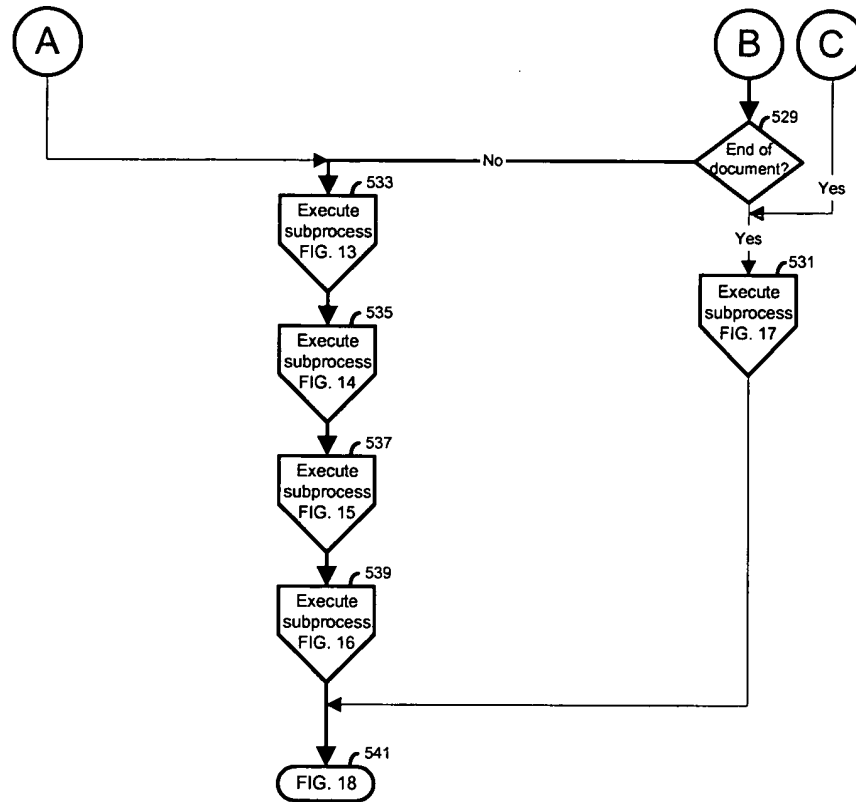 A
B
C
529
End of
document?
No
Yes
Yes
533
Execute
subprocess
FIG. 13
531
Execute
subprocess
FIG. 17
535
Execute
subprocess
FIG. 14
537
Execute
subprocess
FIG. 15
539
Execute
subprocess
FIG. 16
541
FIG. 18